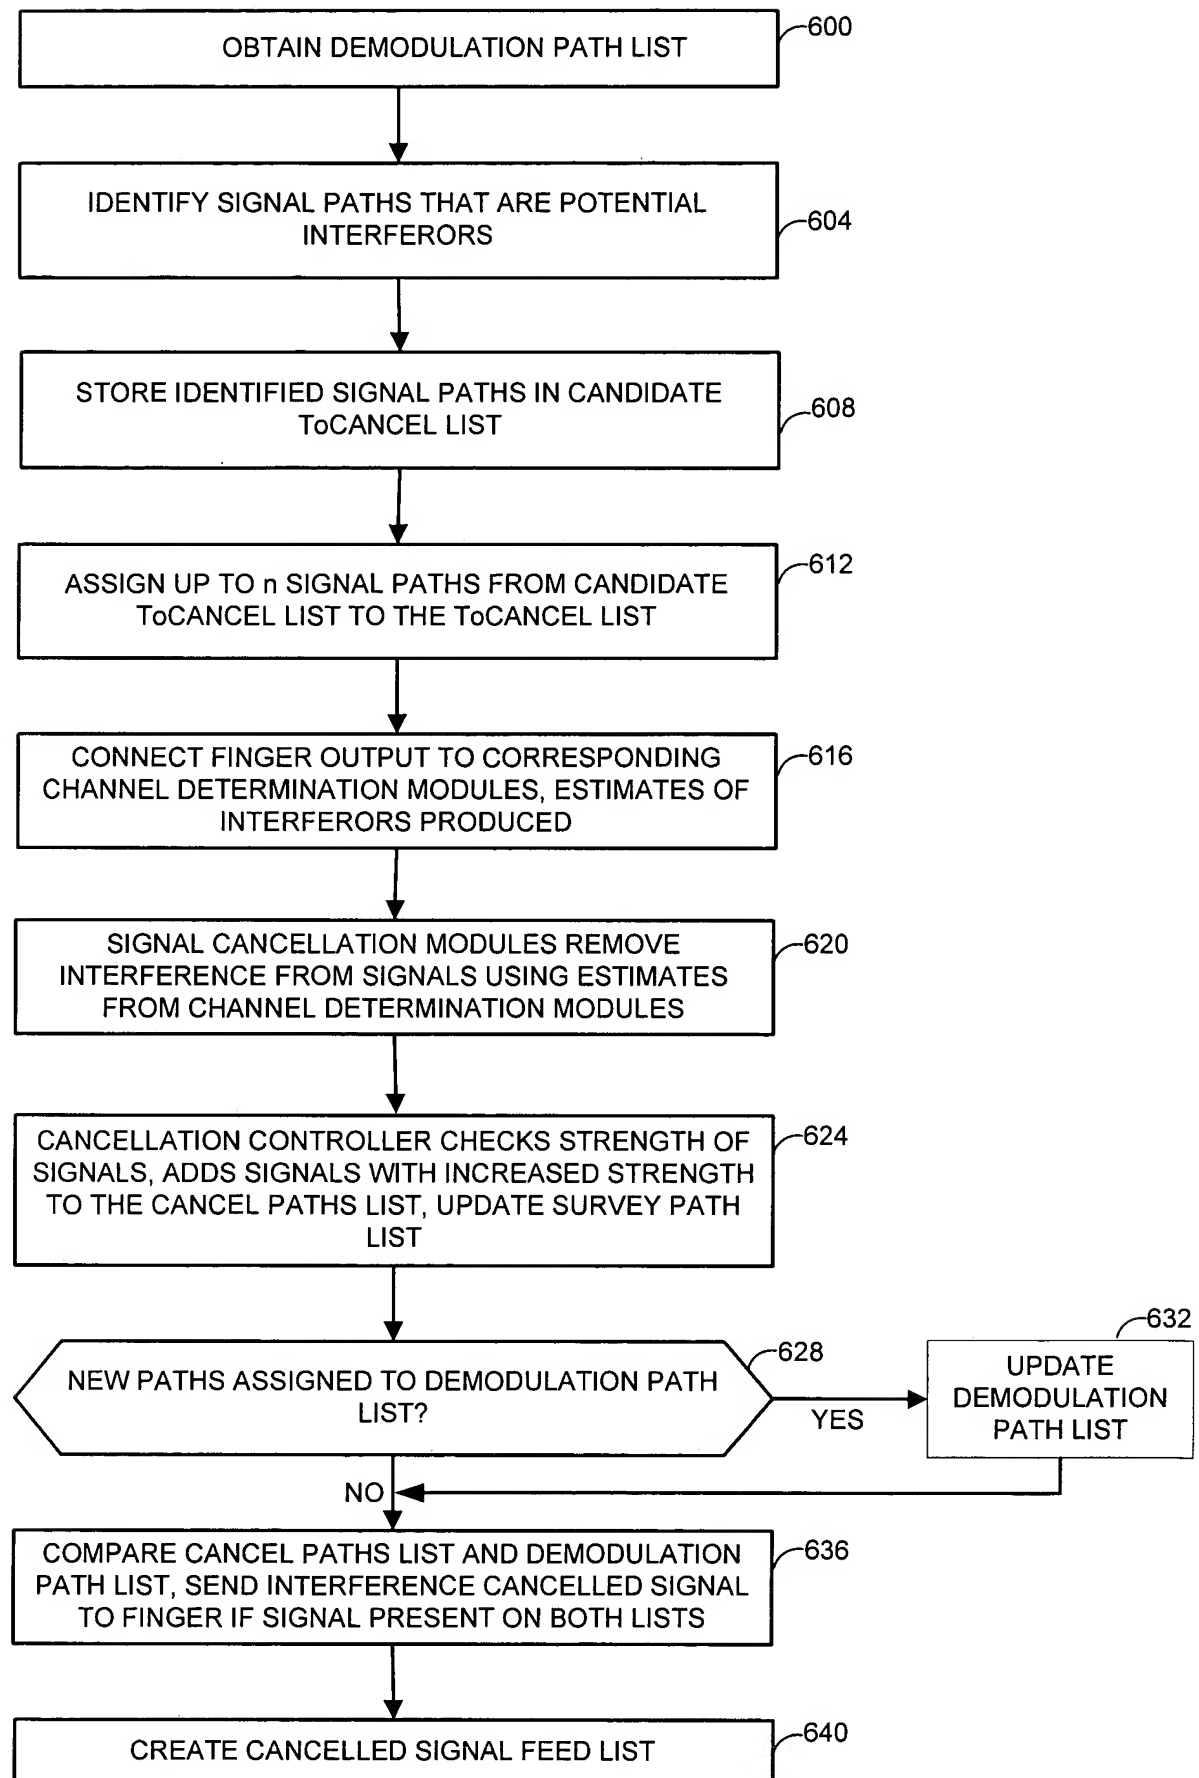 OBTAIN DEMODULATION PATH LIST
600
IDENTIFY SIGNAL PATHS THAT ARE POTENTIAL
INTERFERORS
604
STORE IDENTIFIED SIGNAL PATHS IN CANDIDATE
ToCANCEL LIST
608
ASSIGN UP TO n SIGNAL PATHS FROM CANDIDATE
ToCANCEL LIST TO THE ToCANCEL LIST
612
CONNECT FINGER OUTPUT TO CORRESPONDING
CHANNEL DETERMINATION MODULES, ESTIMATES OF
INTERFERORS PRODUCED
616
SIGNAL CANCELLATION MODULES REMOVE
INTERFERENCE FROM SIGNALS USING ESTIMATES
FROM CHANNEL DETERMINATION MODULES
620
CANCELLATION CONTROLLER CHECKS STRENGTH OF
SIGNALS, ADDS SIGNALS WITH INCREASED STRENGTH
TO THE CANCEL PATHS LIST, UPDATE SURVEY PATH
LIST
624
NEW PATHS ASSIGNED TO DEMODULATION PATH
LIST?
628
YES
632
UPDATE
DEMODULATION
PATH LIST
NO
COMPARE CANCEL PATHS LIST AND DEMODULATION
PATH LIST, SEND INTERFERENCE CANCELLED SIGNAL
TO FINGER IF SIGNAL PRESENT ON BOTH LISTS
636
CREATE CANCELLED SIGNAL FEED LIST
640